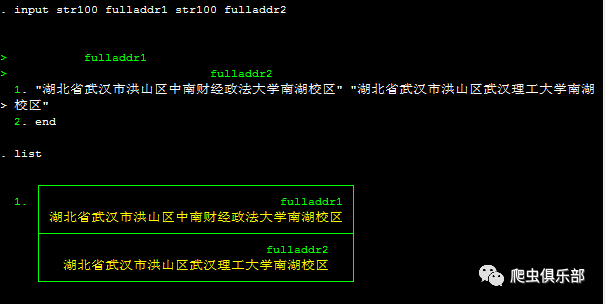 . input str100 fulladdr1 str100 fulladdr2
> fulladdr1
> fulladdr2
1. "湖北省武汉市洪山区中南财经政法大学南湖校区" "湖北省武汉市洪山区武汉理工大学南湖
> 校区"
2. end
. list
1. fulladdr1
湖北省武汉市洪山区中南财经政法大学南湖校区
fulladdr2
湖北省武汉市洪山区武汉理工大学南湖校区
爬虫俱乐部